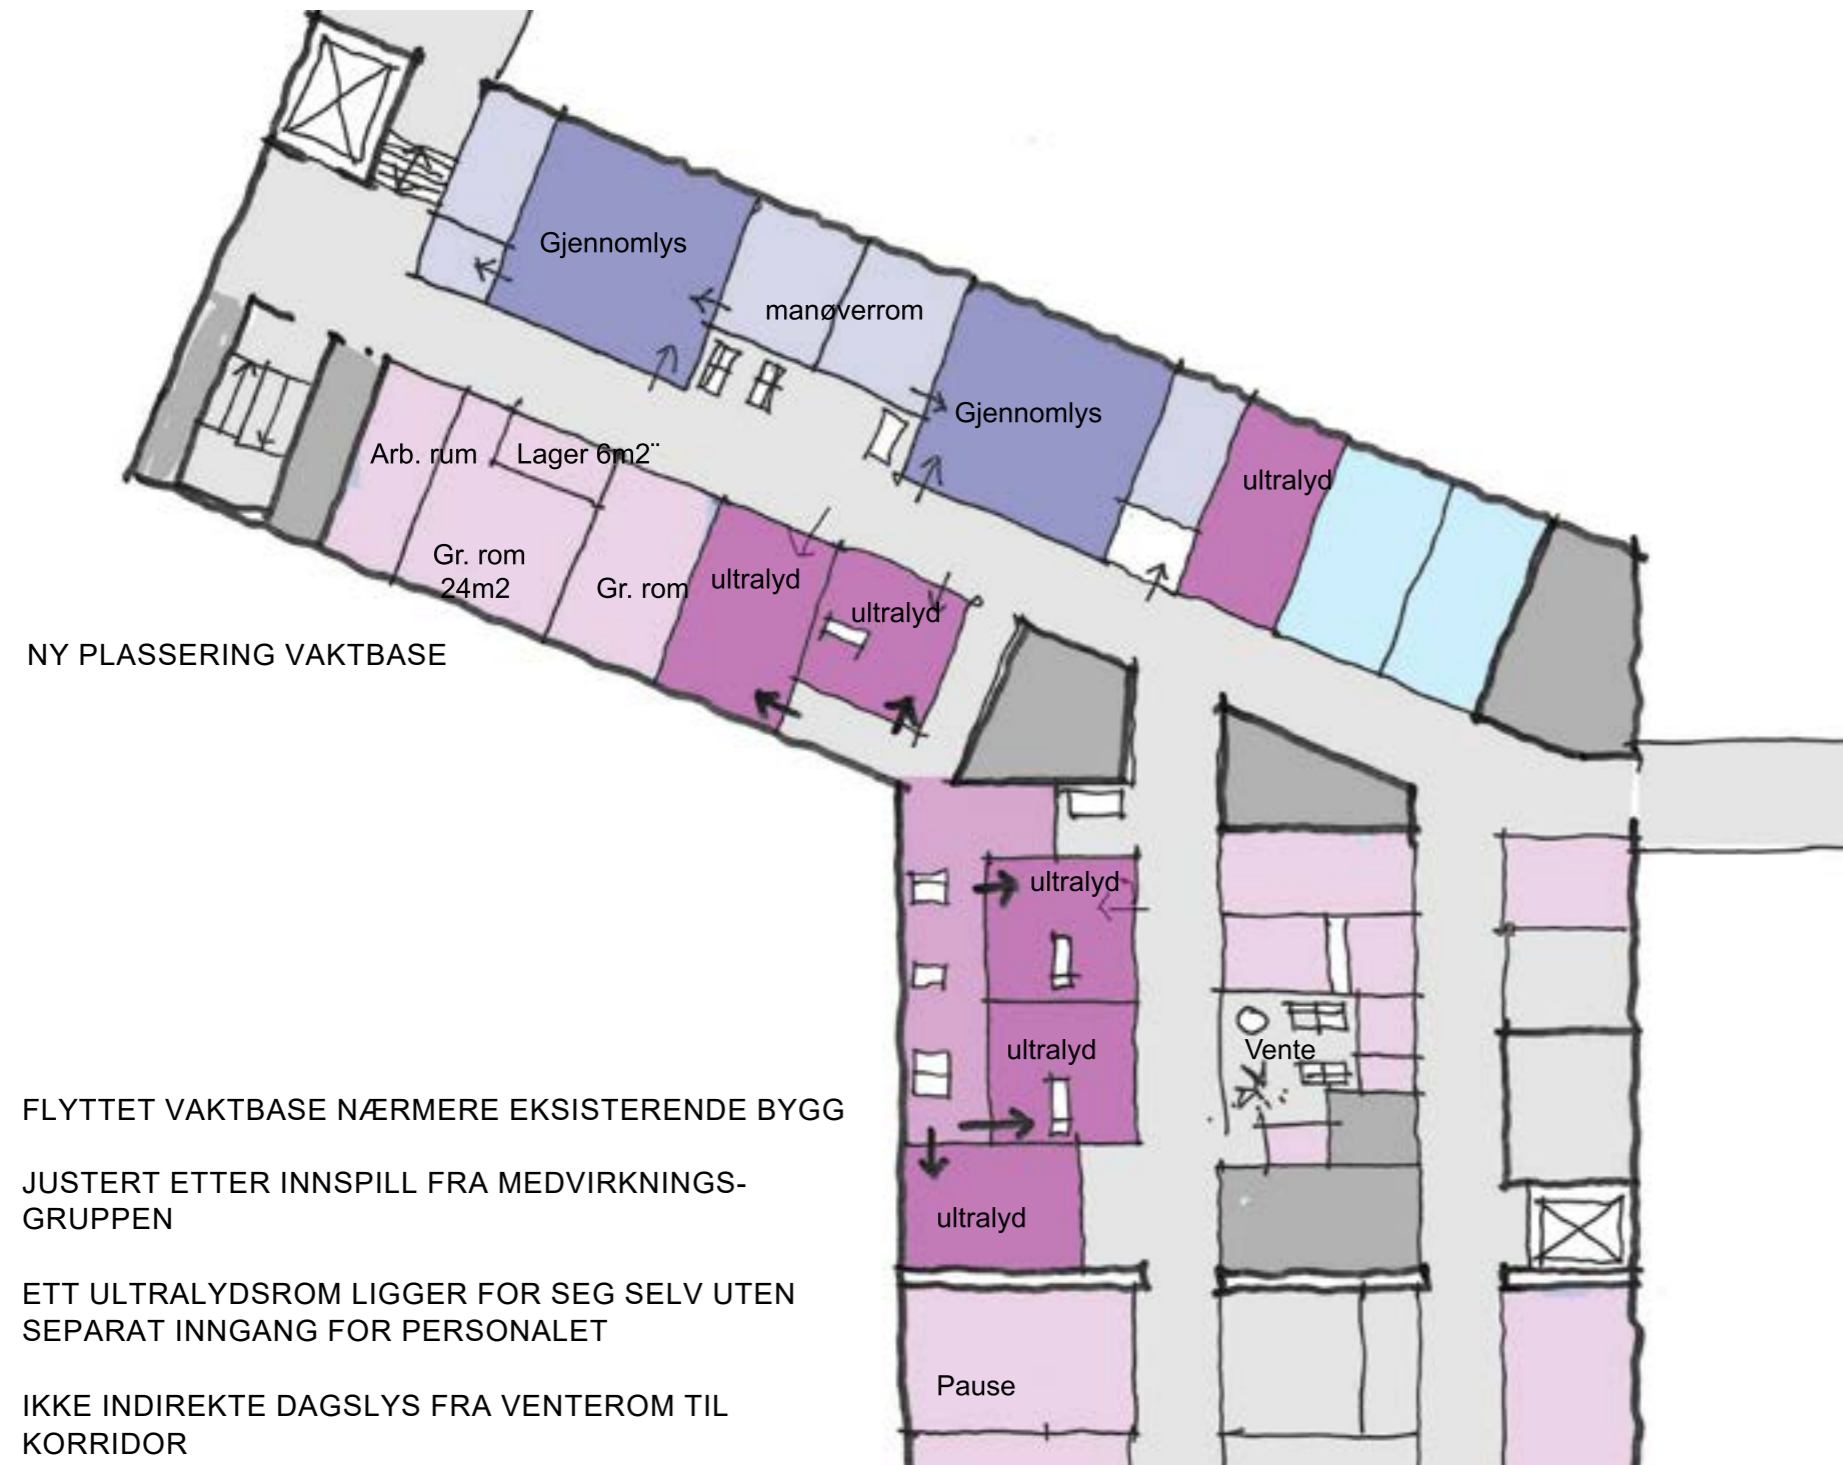 Gjennomlys
manøverrom
Gjennomlys
Arb. rum
Lager 6m2¨
ultralyd
Gr. rom
24m2
Gr. rom
ultralyd
ultralyd
NY PLASSERING VAKTBASE
ultralyd
ultralyd
Vente
FLYTTET VAKTBASE NÆRMERE EKSISTERENDE BYGG
JUSTERT ETTER INNSPILL FRA MEDVIRKNINGS-
GRUPPEN
ultralyd
ETT ULTRALYDSROM LIGGER FOR SEG SELV UTEN
SEPARAT INNGANG FOR PERSONALET
Pause
IKKE INDIREKTE DAGSLYS FRA VENTEROM TIL
KORRIDOR